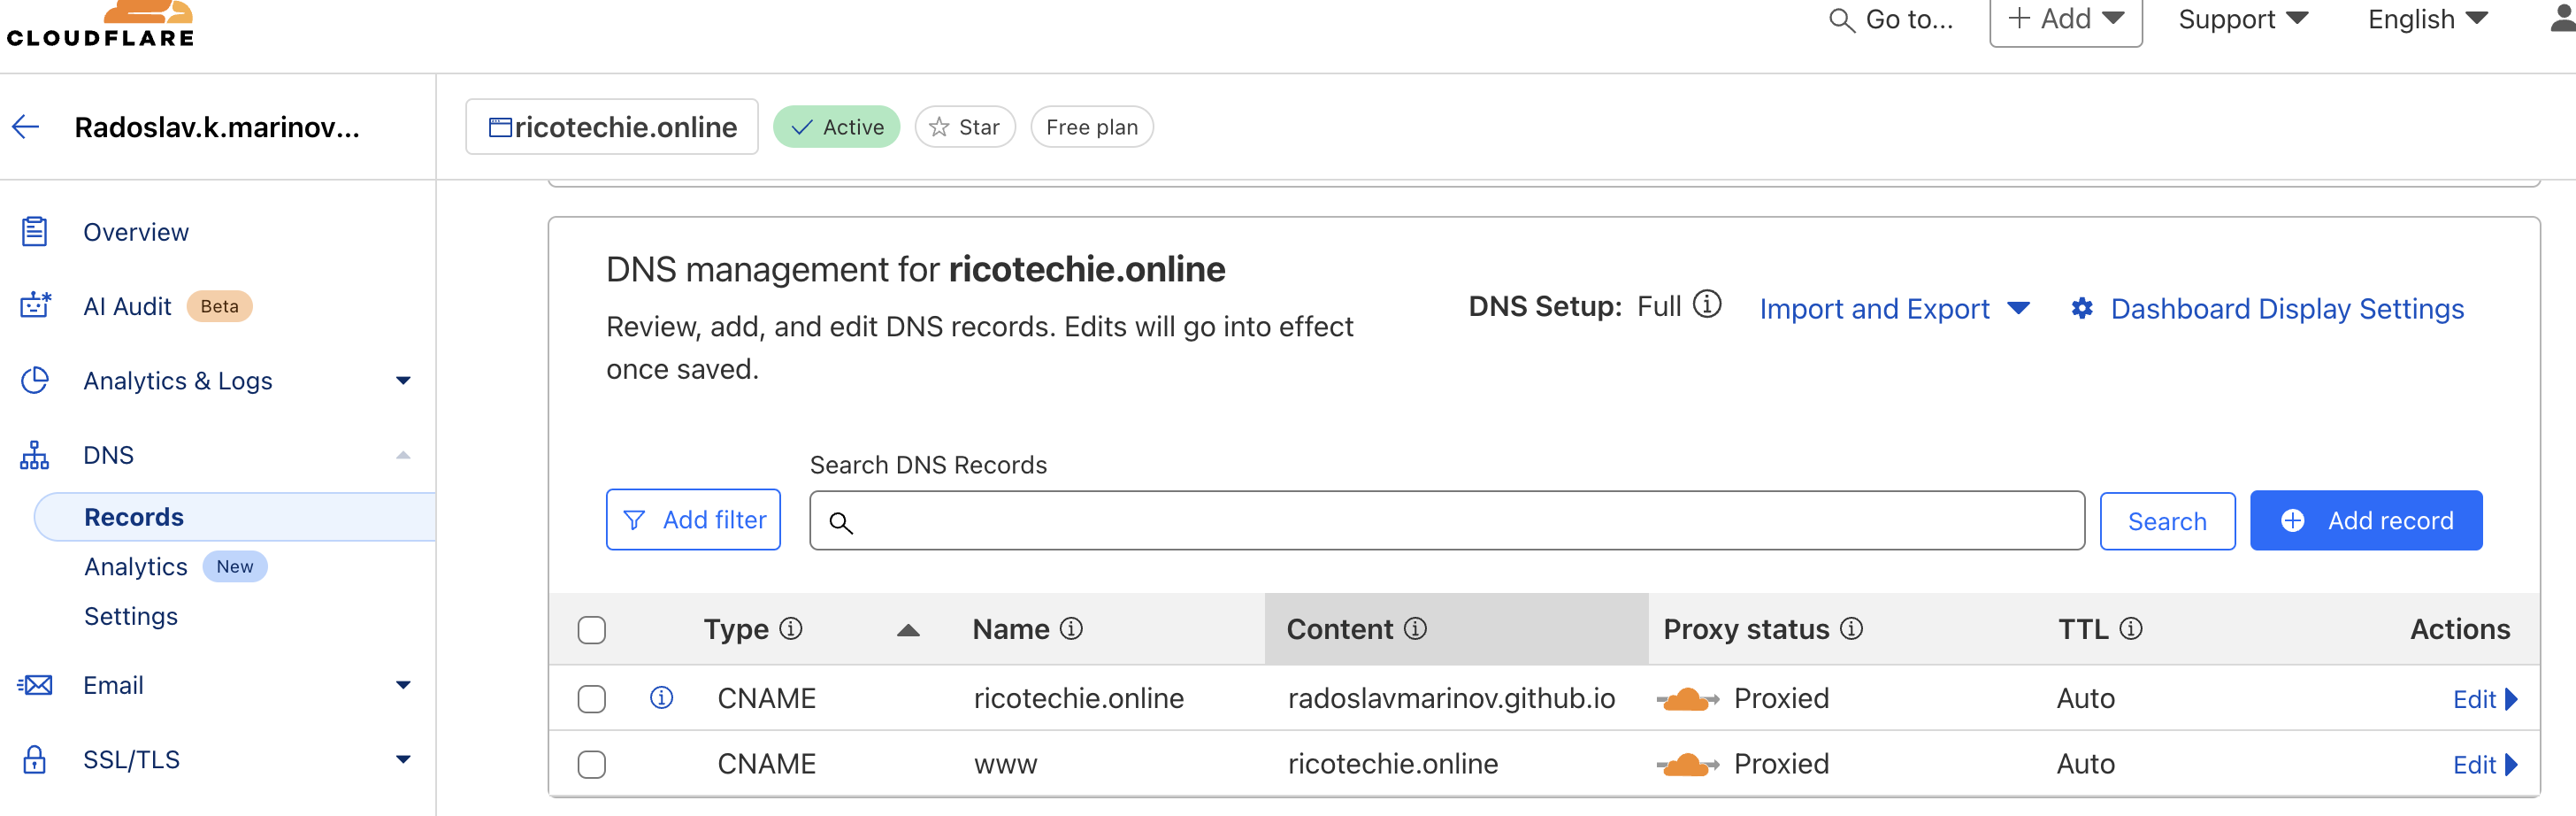 CLOUDFLARE
Go to...
Add
Support
English
Radoslav.k.marinov...
ricotechie.online
Active
Star
Free plan
Overview
AI Audit Beta
Analytics & Logs
DNS
Records
Analytics New
Settings
Email
SSL/TLS
DNS management for ricotechie.online
Review, add, and edit DNS records. Edits will go into effect
once saved.
DNS Setup: Full
Import and Export
Dashboard Display Settings
Search DNS Records
Add filter
Search
Add record
Type Name Content Proxy status TTL Actions
CNAME ricotechie.online radoslavmarinov.github.io Proxied Auto Edit
CNAME www ricotechie.online Proxied Auto Edit